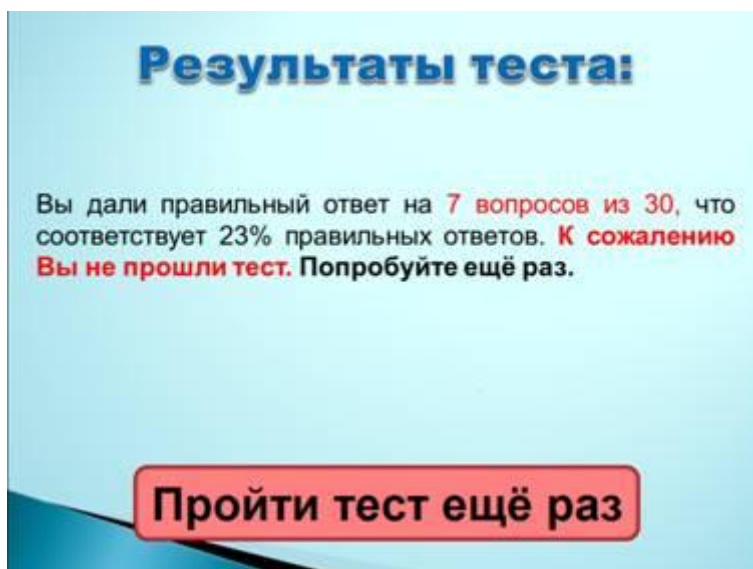 Результаты теста:
Вы дали правильный ответ на 7 вопросов из 30, что
соответствует 23% правильных ответов. К сожалению
Вы не прошли тест. Попробуйте ещё раз.
Пройти тест ещё раз